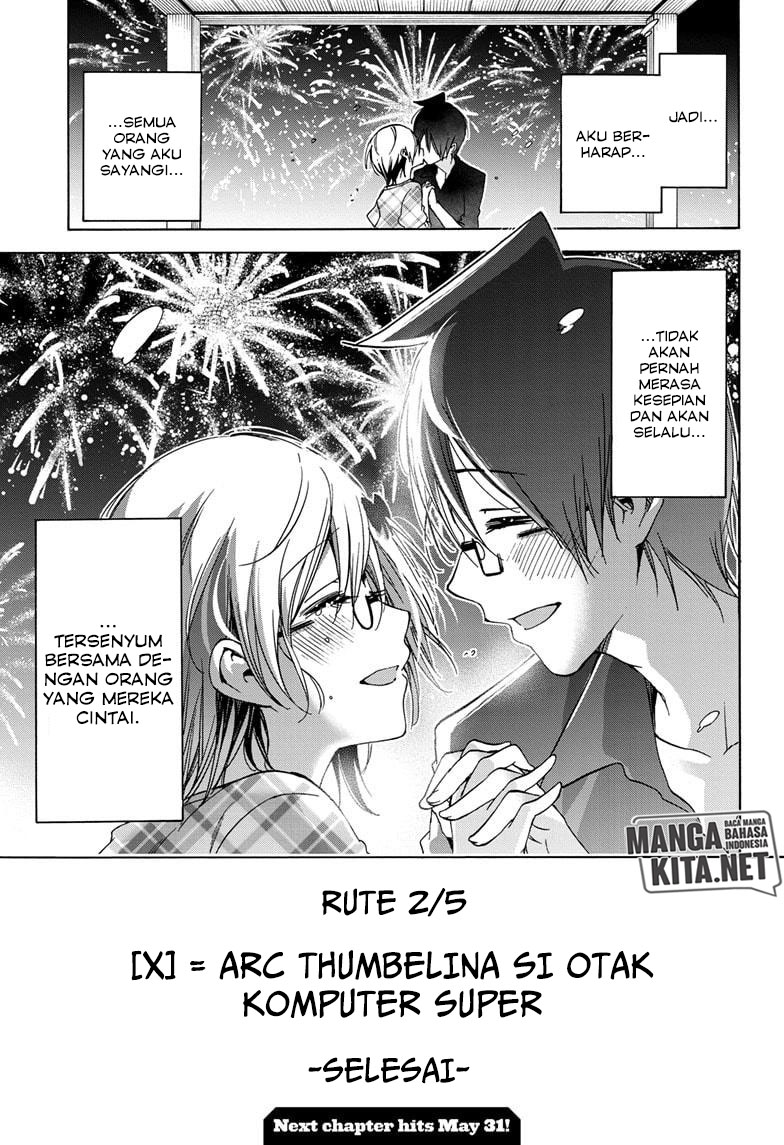 JADI...
AKU BER-
HARAP...
...SEMUA
ORANG
YANG AKU
SAYANGI...
...TIDAK
AKAN
PERNAH
MERASA
KESEPIAN
DAN AKAN
SELALU...
...
TERSENYUM
BERSAMA DE-
NGAN ORANG
YANG MEREKA
CINTAI.
MANGA
KITA.NET
BACA MANGA
BAHASA
INDONESIA
RUTE 2/5
[X] = ARC THUMBELINA SI OTAK
KOMPUTER SUPER
-SELESAI-
Next chapter hits May 31!